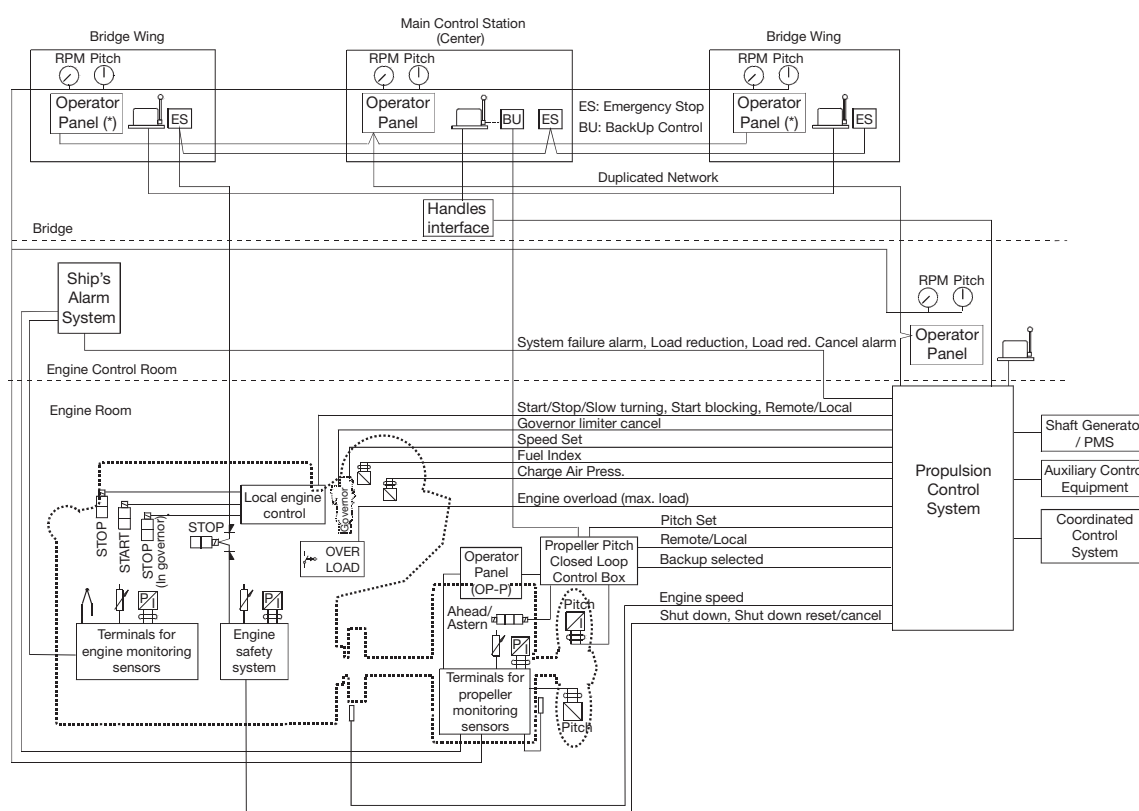 Main Control Station
(Center)
Bridge Wing
Bridge Wing
RPM Pitch
RPM Pitch
RPM Pitch
Operator
Panel (*)
ES
Operator
Panel
BU
ES
ES: Emergency Stop
BU: BackUp Control
Operator
Panel (*)
ES
Duplicated Network
Handles
interface
Bridge
Ship's
Alarm
System
RPM Pitch
Operator
Panel
System failure alarm, Load reduction, Load red. Cancel alarm
Engine Control Room
Engine Room
Start/Stop/Slow turning, Start blocking, Remote/Local
Governor limiter cancel
Speed Set
Fuel Index
Charge Air Press.
Engine overload (max. load)
Pitch Set
Remote/Local
Backup selected
Engine speed
Shut down, Shut down reset/cancel
Propulsion
Control
System
Shaft Generator
/ PMS
Auxiliary Control
Equipment
Coordinated
Control
System
Local engine
control
Governor
STOP
START
STOP
(In governor)
STOP
OVER
LOAD
Operator
Panel
(OP-P)
Propeller Pitch
Closed Loop
Control Box
Ahead/
Astern
Pitch
I
P
I
P
I
P
I
Terminals for
engine monitoring
sensors
Engine
safety
system
Terminals for
propeller
monitoring
sensors
Pitch